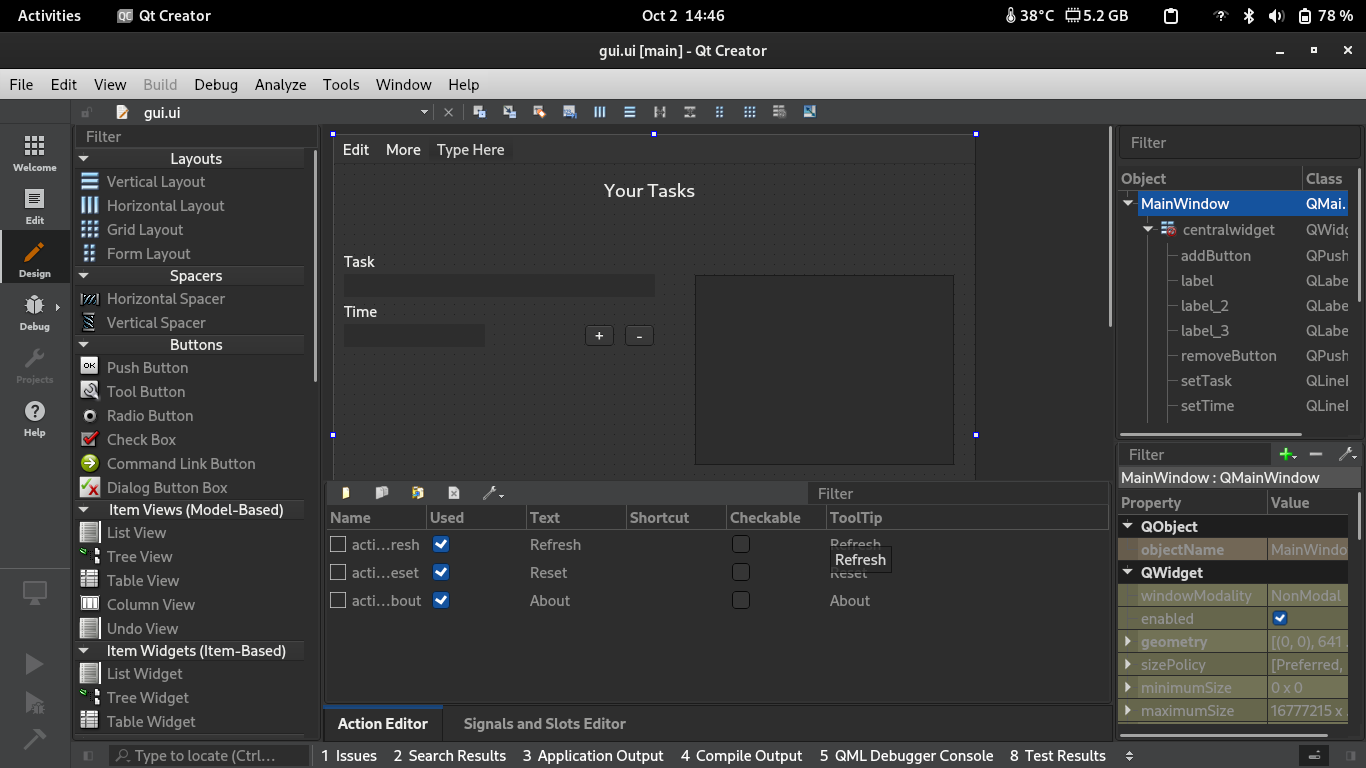 Activities Qt Creator Oct 2 14:46 38°C 5.2 GB 78 %
gui.ui [main] - Qt Creator
File Edit View Build Debug Analyze Tools Window Help
gui.ui
Welcome
Edit
Design
Debug
Projects
Help
Filter
Layouts
Vertical Layout
Horizontal Layout
Grid Layout
Form Layout
Spacers
Horizontal Spacer
Vertical Spacer
Buttons
OK Push Button
Tool Button
Radio Button
Check Box
Command Link Button
Dialog Button Box
Item Views (Model-Based)
List View
Tree View
Table View
Column View
Undo View
Item Widgets (Item-Based)
List Widget
Tree Widget
Table Widget
Edit More Type Here
Your Tasks
Task
Time
+ -
Filter
Name Used Text Shortcut Checkable ToolTip
acti...resh Refresh Refresh
Refresh
acti...eset Reset Reset
acti...bout About About
Action Editor Signals and Slots Editor
Filter
Object Class
MainWindow QMai.
centralwidget QWidg
addButton QPush
label QLabe
label_2 QLabe
label_3 QLabe
removeButton QPush
setTask QLineE
setTime QLineE
Filter
MainWindow : QMainWindow
Property Value
QObject
objectName MainWindo
QWidget
windowModality NonModal
enabled
geometry [(0, 0), 641
sizePolicy [Preferred,
minimumSize 0 x 0
maximumSize 16777215 x
Type to locate (Ctrl... 1 Issues 2 Search Results 3 Application Output 4 Compile Output 5 QML Debugger Console 8 Test Results